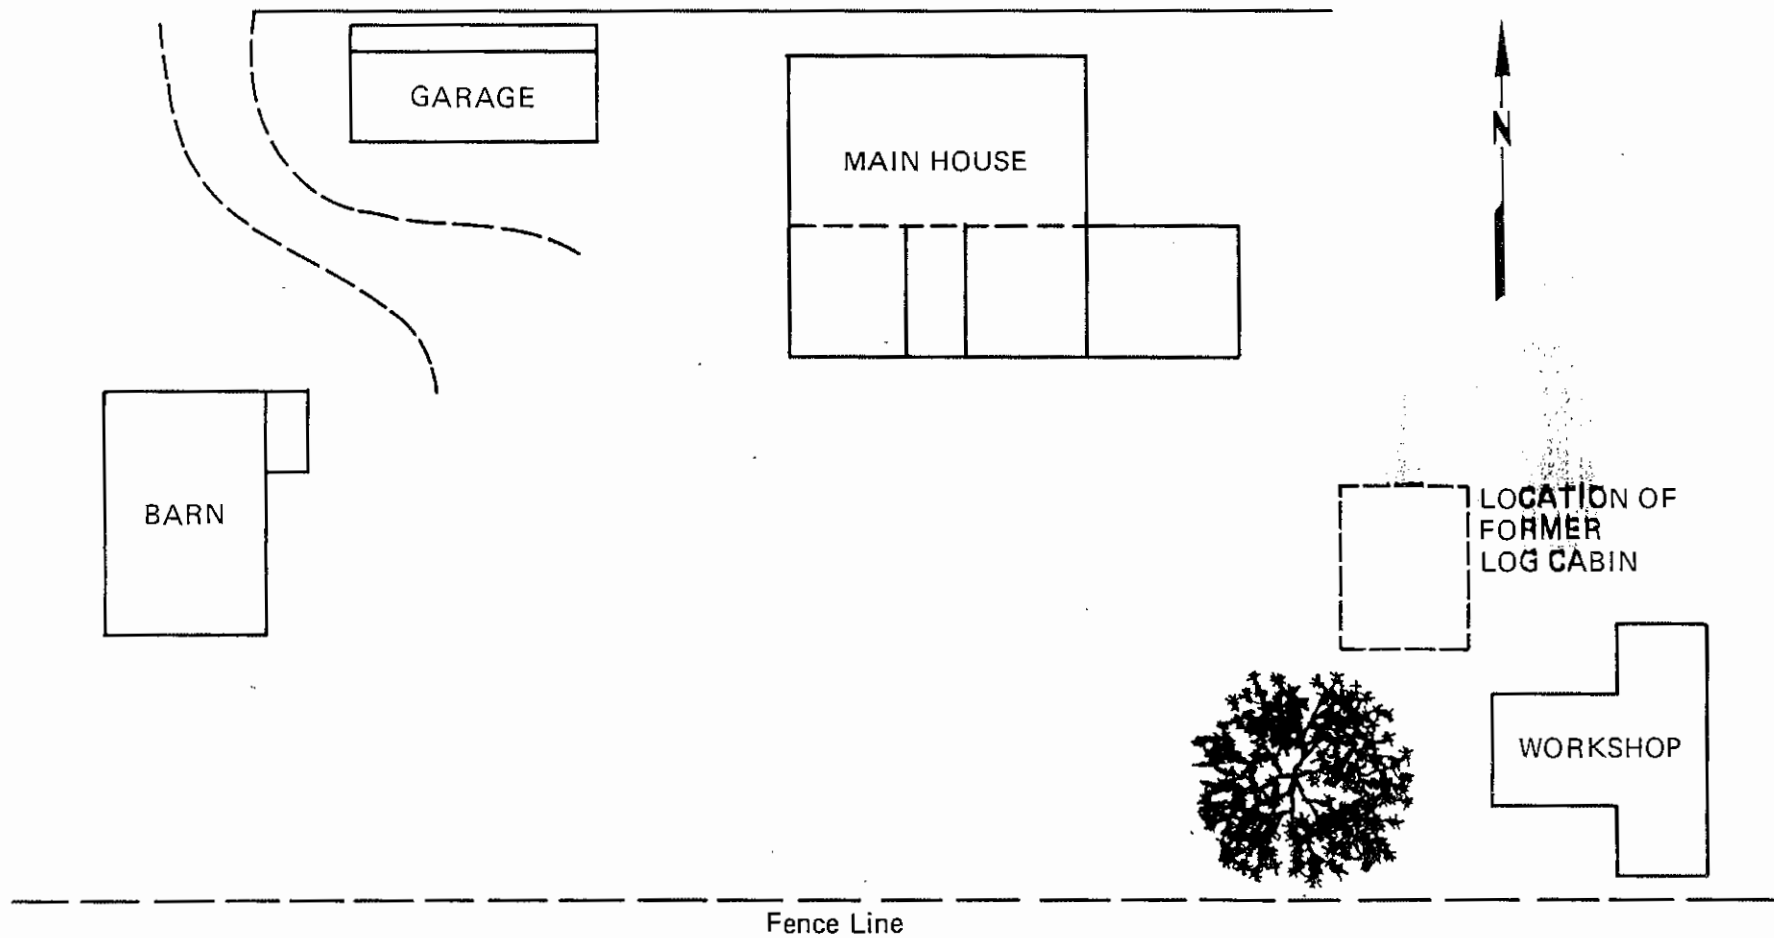 GARAGE
MAIN HOUSE
N
BARN
LOCATION OF
FORMER
LOG CABIN
WORKSHOP
Fence Line